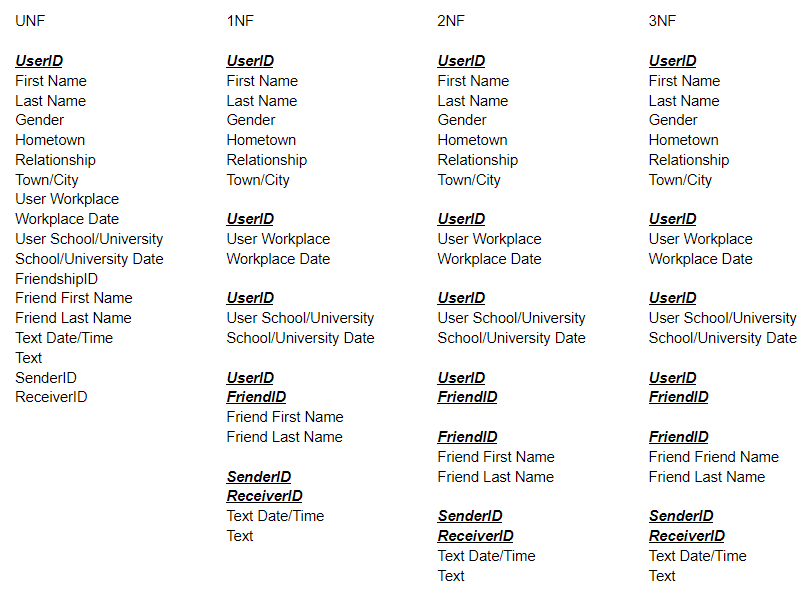 UNF
UserID
First Name
Last Name
Gender
Hometown
Relationship
Town/City
User Workplace
Workplace Date
User School/University
School/University Date
FriendshipID
Friend First Name
Friend Last Name
Text Date/Time
Text
SenderID
ReceiverID
1NF
UserID
First Name
Last Name
Gender
Hometown
Relationship
Town/City
UserID
User Workplace
Workplace Date
UserID
User School/University
School/University Date
UserID
FriendID
Friend First Name
Friend Last Name
SenderID
ReceiverID
Text Date/Time
Text
2NF
UserID
First Name
Last Name
Gender
Hometown
Relationship
Town/City
UserID
User Workplace
Workplace Date
UserID
User School/University
School/University Date
UserID
FriendID
FriendID
Friend First Name
Friend Last Name
SenderID
ReceiverID
Text Date/Time
Text
3NF
UserID
First Name
Last Name
Gender
Hometown
Relationship
Town/City
UserID
User Workplace
Workplace Date
UserID
User School/University
School/University Date
UserID
FriendID
FriendID
Friend Friend Name
Friend Last Name
SenderID
ReceiverID
Text Date/Time
Text